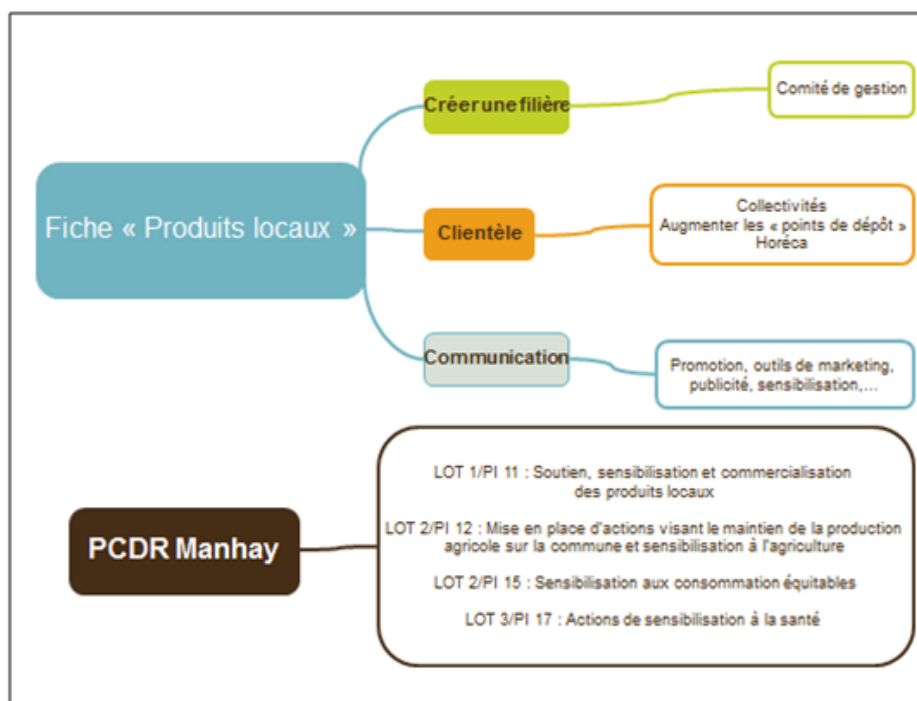 Fiche « Produits locaux »
Créer une filière
Comité de gestion
Clientèle
Collectivités
Augmenter les « points de dépôt »
Horéca
Communication
Promotion, outils de marketing,
publicité, sensibilisation,...
PCDR Manhay
LOT 1/PI 11 : Soutien, sensibilisation et commercialisation
des produits locaux
LOT 2/PI 12 : Mise en place d'actions visant le maintien de la production
agricole sur la commune et sensibilisation à l'agriculture
LOT 2/PI 15 : Sensibilisation aux consommation équitables
LOT 3/PI 17 : Actions de sensibilisation à la santé